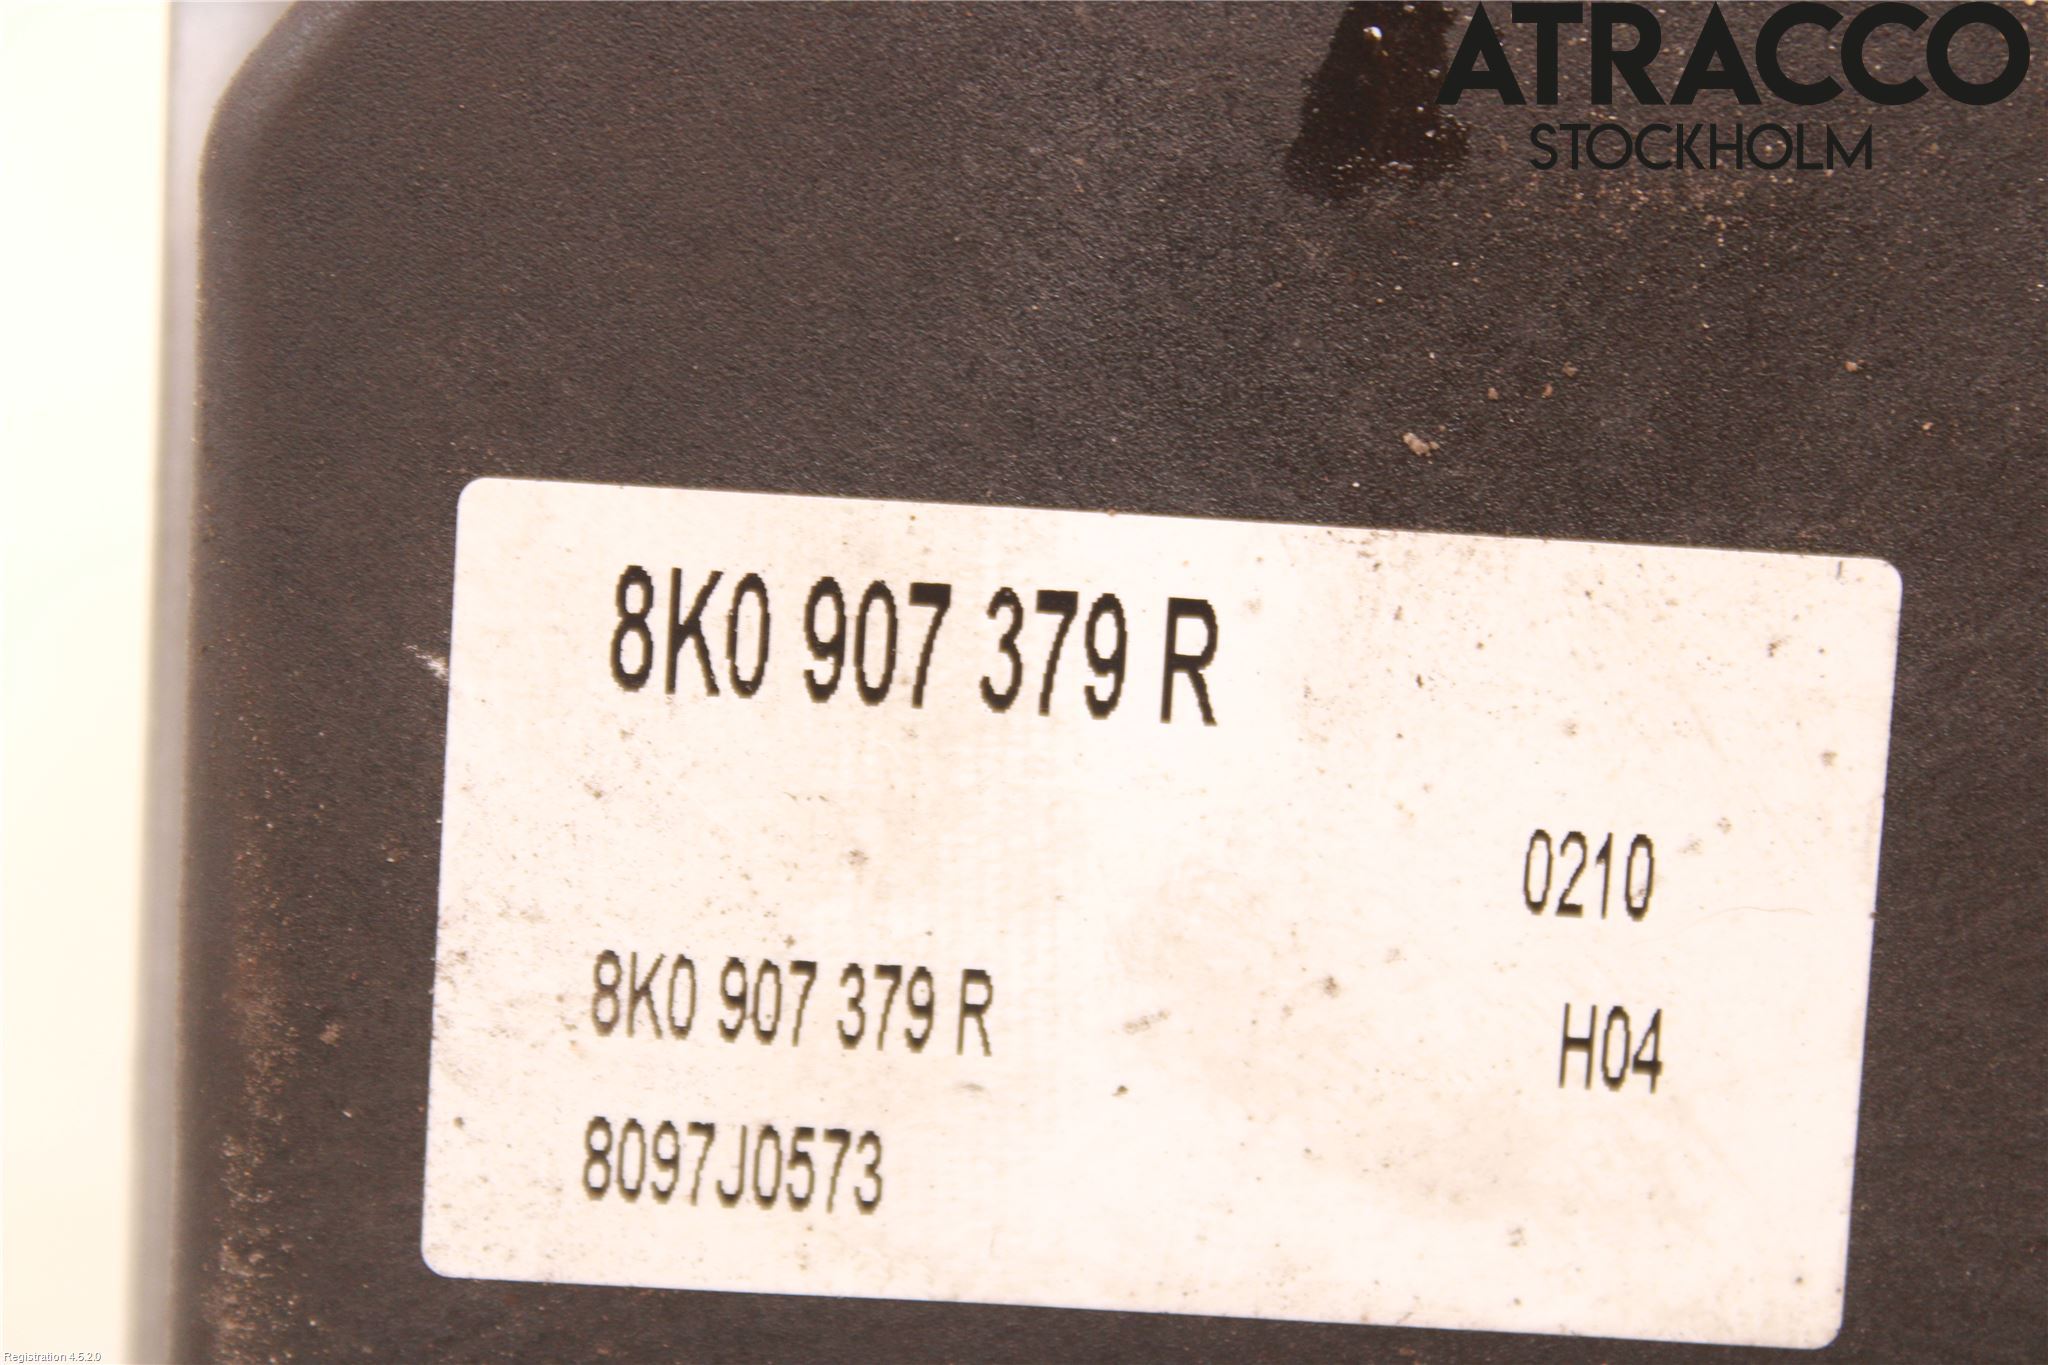 ATRACCO
STOCKHOLM
8K0 907 379 R
0210
8K0 907 379 R H04
8097J0573
Registration 4.5.2.0